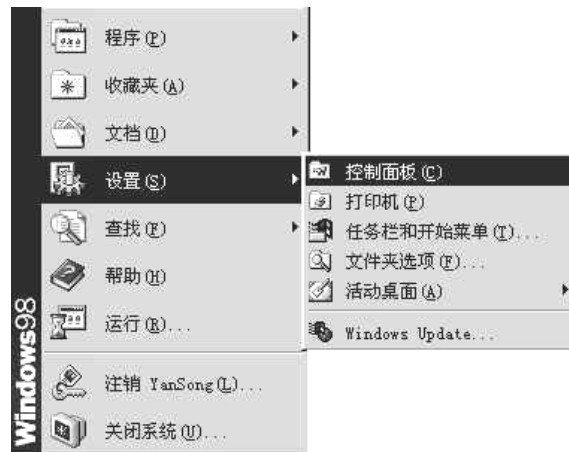 程序(P)
收藏夹(A)
文档(D)
设置(S)
查找(F)
帮助(H)
运行(R)...
注销 YanSong(L)...
关闭系统(U)...
Windows98
控制面板(C)
打印机(P)
任务栏和开始菜单(T)...
文件夹选项(F)...
活动桌面(A)
Windows Update...